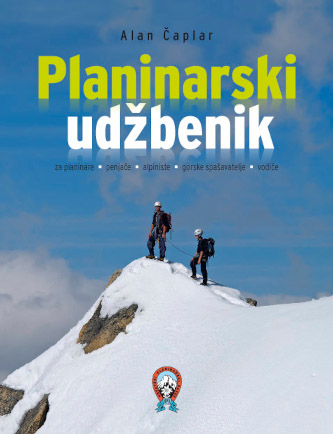 Alan Čaplar
Planinarski
udžbenik
za planinare • penjače • alpiniste • gorske spašavatelje • vodiče